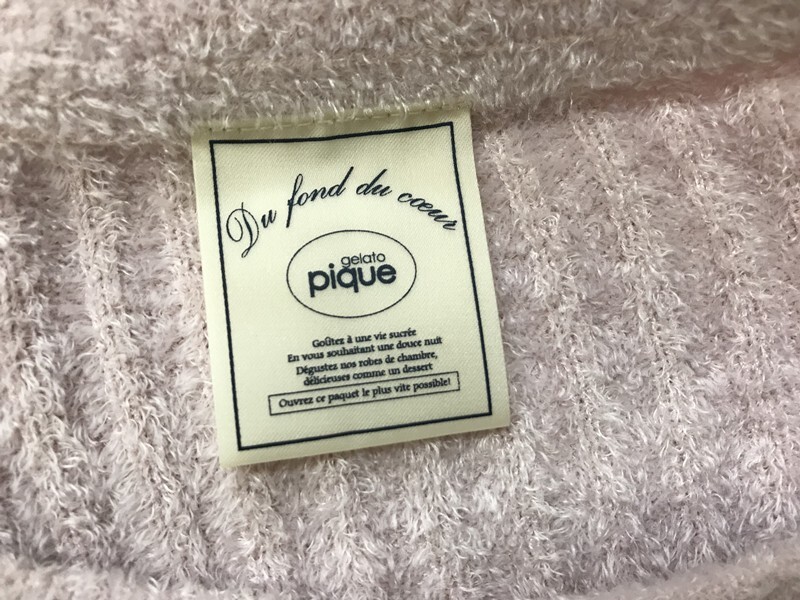 Du fond du cœur
gelato
pique
Goûtez à une vie sucrée
En vous souhaitant une douce nuit
Dégustez nos robes de chambre,
délicieuses comme un dessert
Ouvrez ce paquet le plus vite possible!